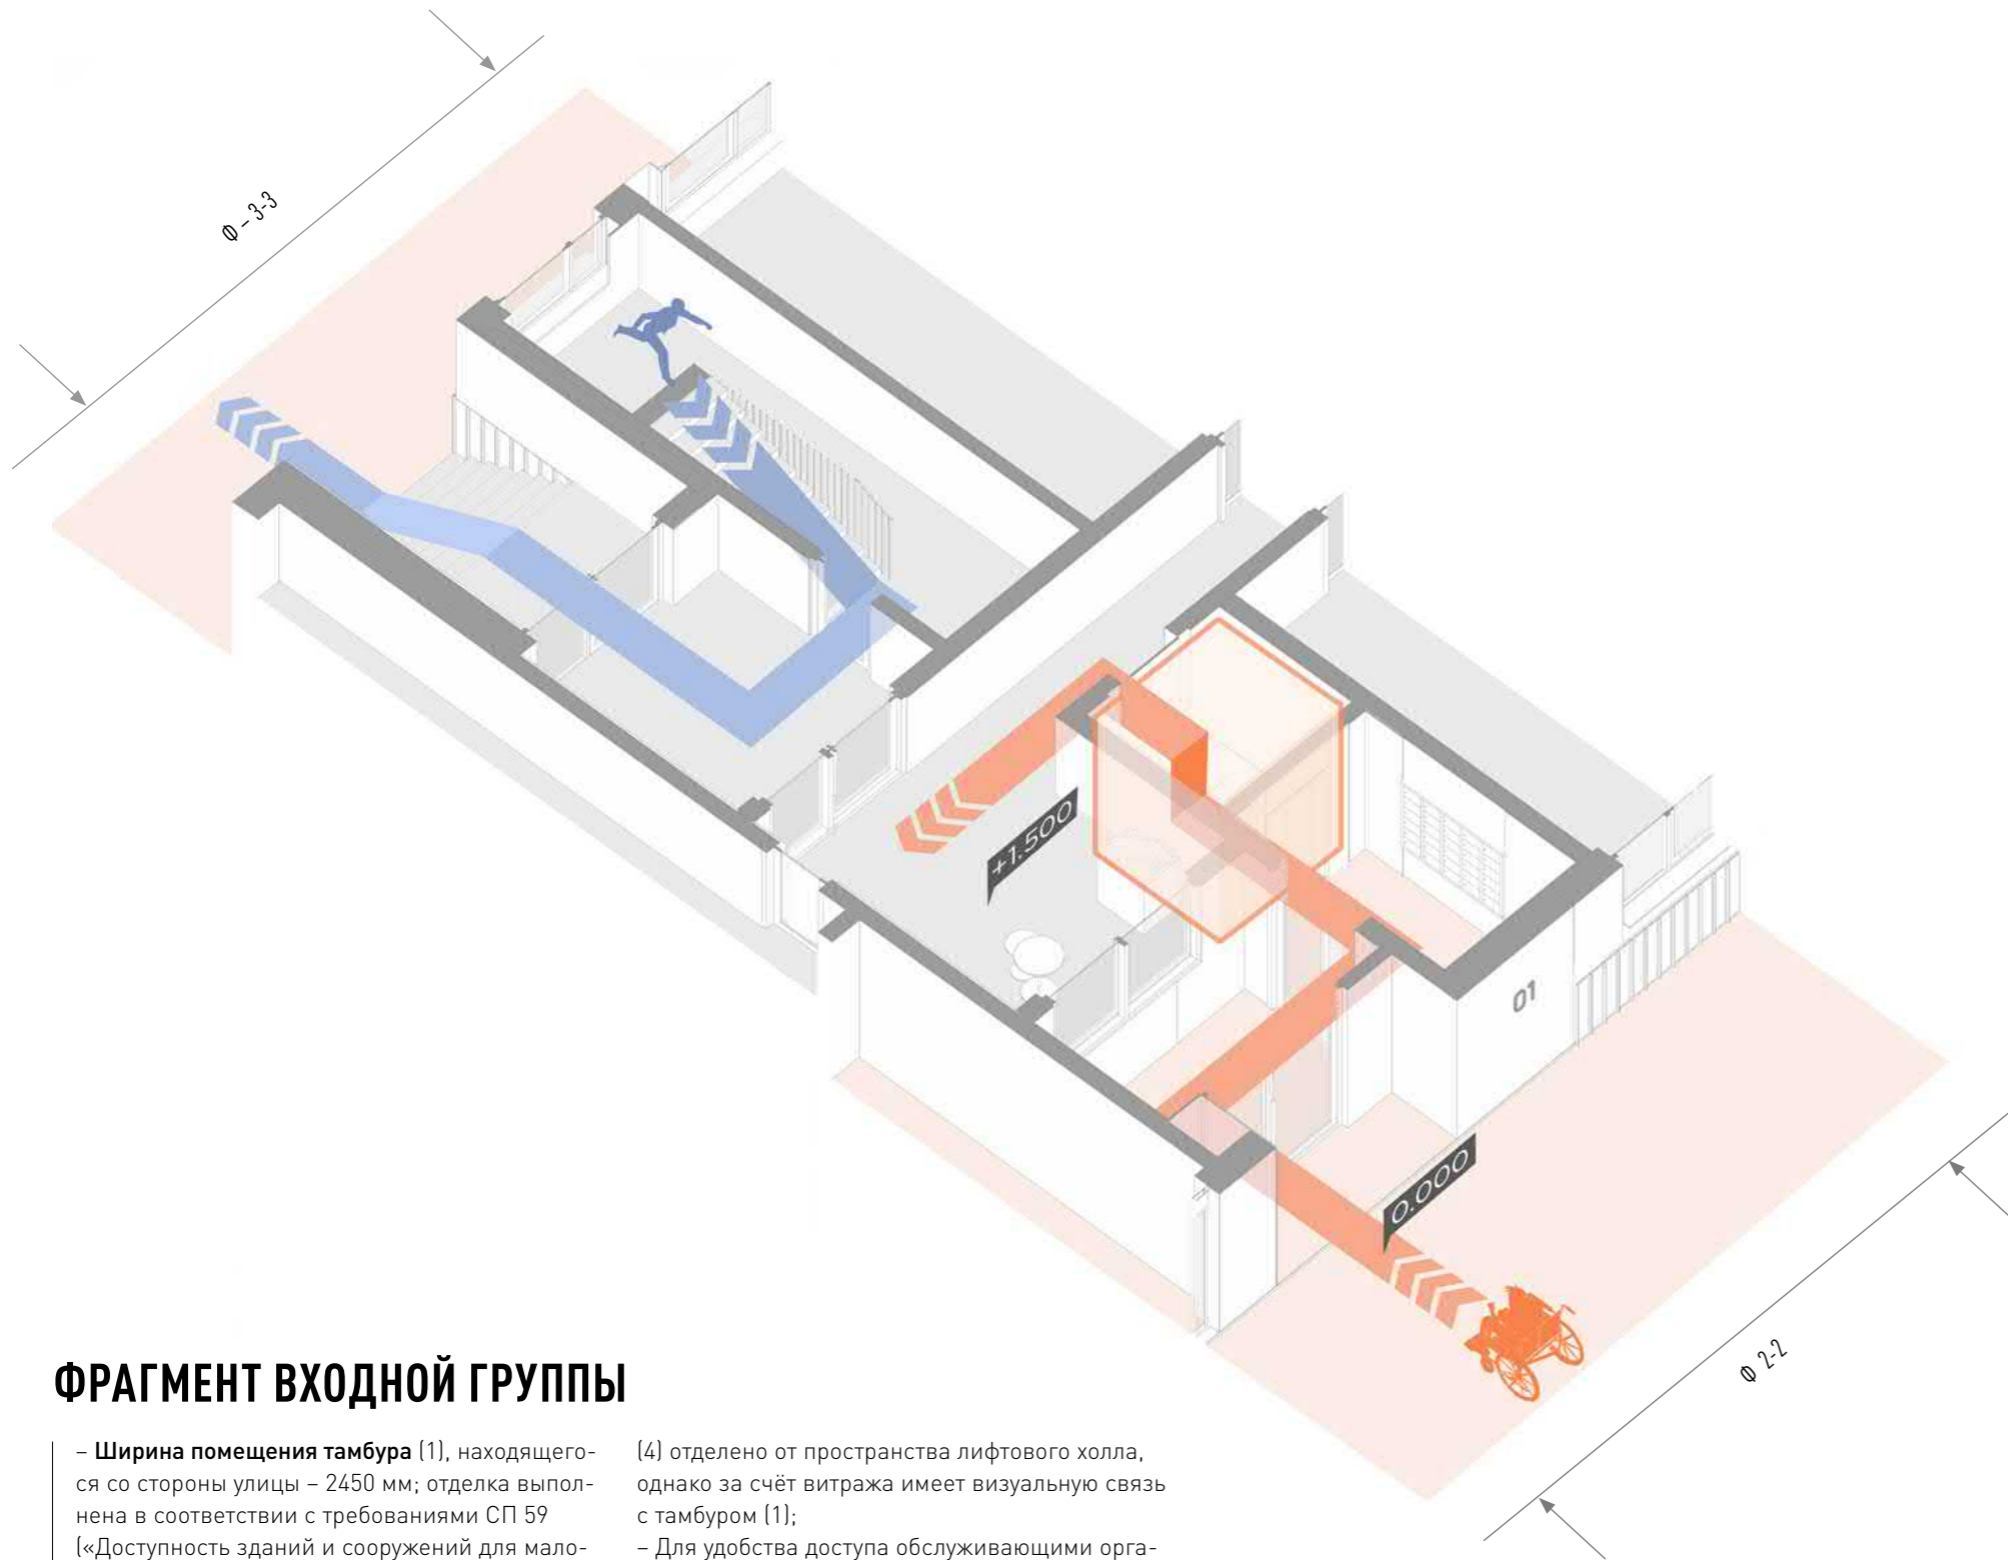 Ф – 3-3
+1.500
01
0.000
Ф 2-2
ФРАГМЕНТ ВХОДНОЙ ГРУППЫ
– Ширина помещения тамбура (1), находящего-
ся со стороны улицы – 2450 мм; отделка выпол-
нена в соответствии с требованиями СП 59
(«Доступность зданий и сооружений для мало-
(4) отделено от пространства лифтового холла,
однако за счёт витража имеет визуальную связь
с тамбуром (1);
– Для удобства доступа обслуживающими орга-